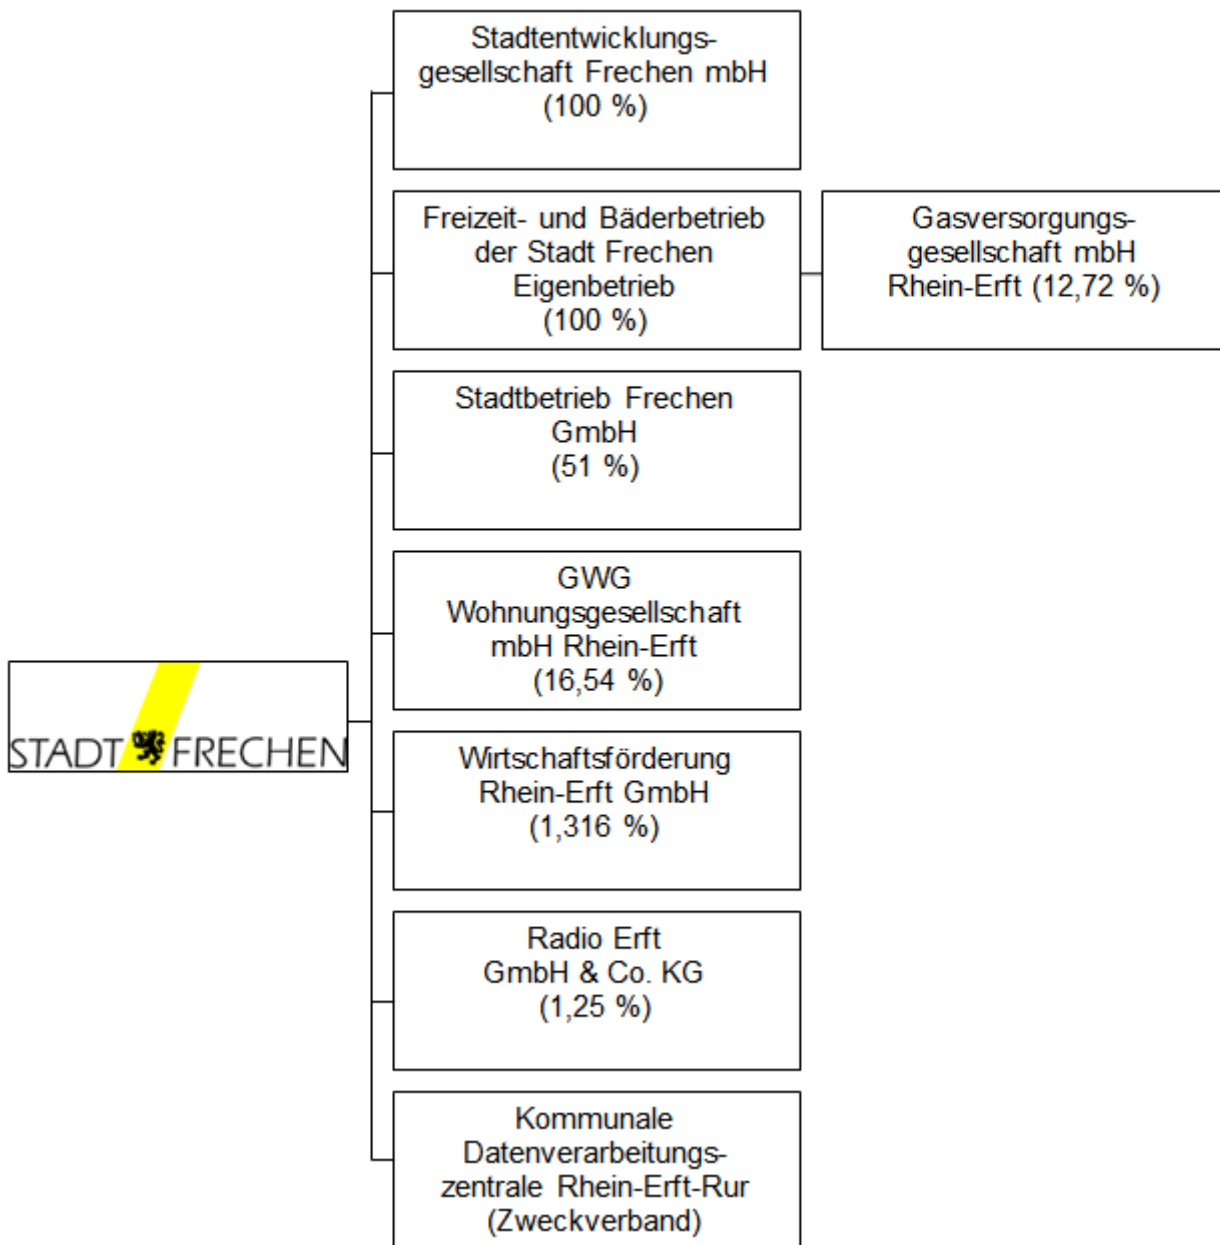 Stadtentwicklungs-
gesellschaft Frechen mbH
(100 %)
Freizeit- und Bäderbetrieb
der Stadt Frechen
Eigenbetrieb
(100 %)
Gasversorgungs-
gesellschaft mbH
Rhein-Erft (12,72 %)
Stadtbetrieb Frechen
GmbH
(51 %)
GWG
Wohnungsgesellschaft
mbH Rhein-Erft
(16,54 %)
STADT FRECHEN
Wirtschaftsförderung
Rhein-Erft GmbH
(1,316 %)
Radio Erft
GmbH & Co. KG
(1,25 %)
Kommunale
Datenverarbeitungs-
zentrale Rhein-Erft-Rur
(Zweckverband)